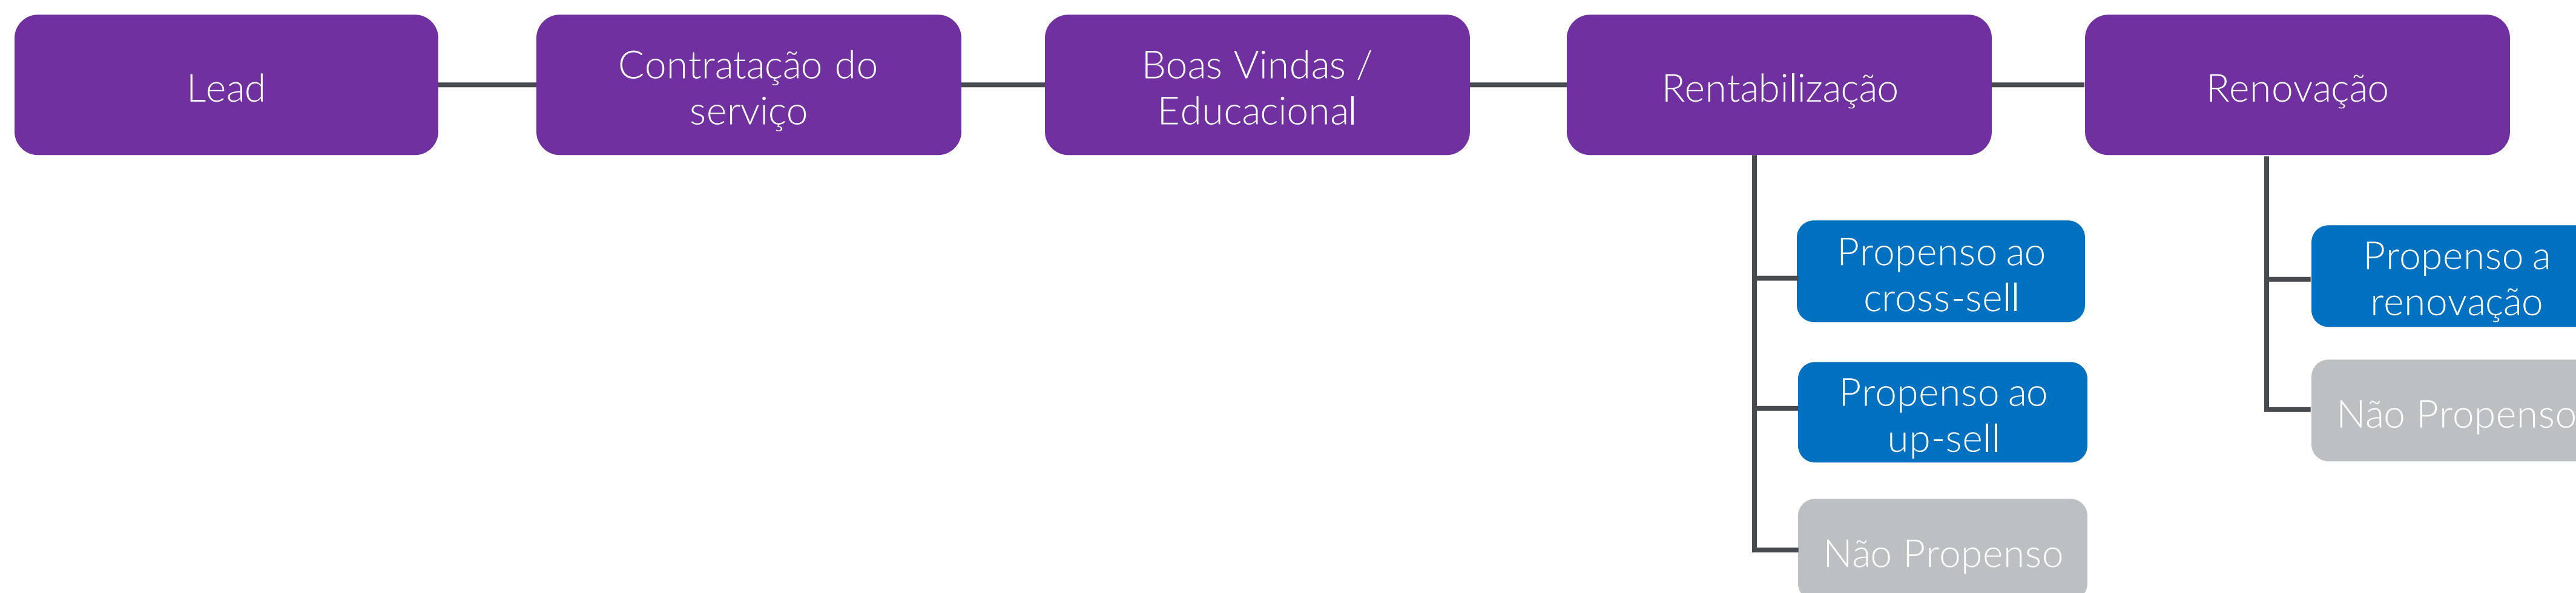 Lead
Contratação do
serviço
Boas Vindas /
Educacional
Rentabilização
Renovação
Propenso ao
cross-sell
Propenso ao
up-sell
Não Propenso
Propenso a
renovação
Não Propenso